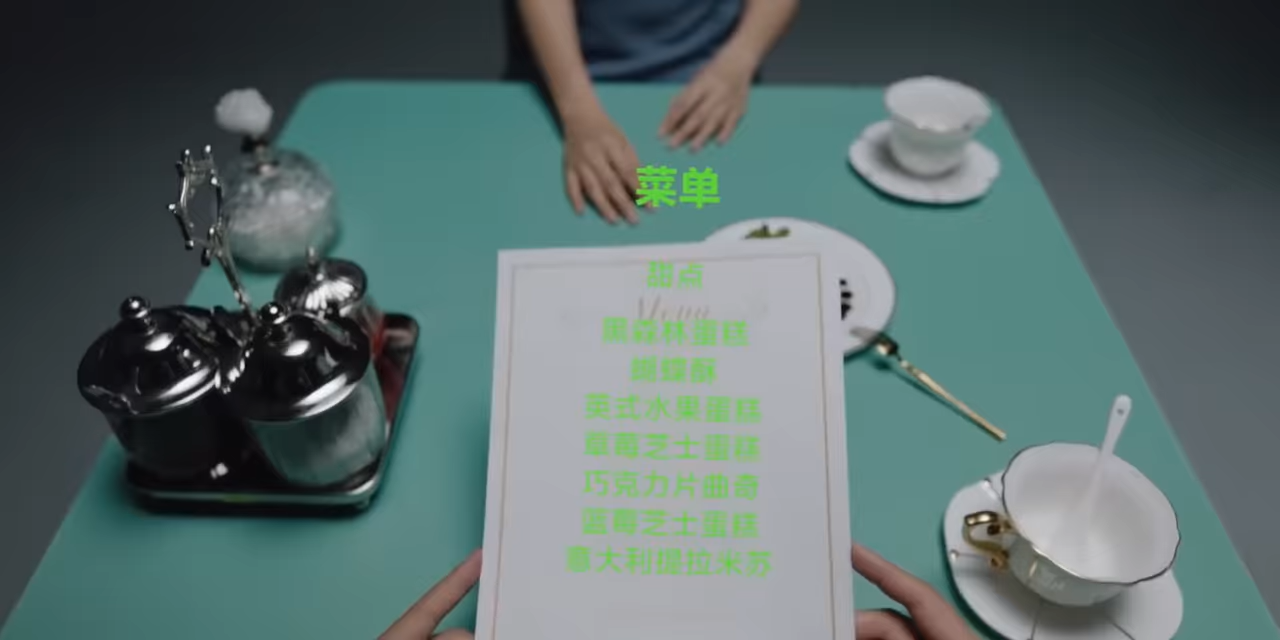 菜单
甜点
Menu
黑森林蛋糕
蝴蝶酥
英式水果蛋糕
草莓芝士蛋糕
巧克力片曲奇
蓝莓芝士蛋糕
意大利提拉米苏